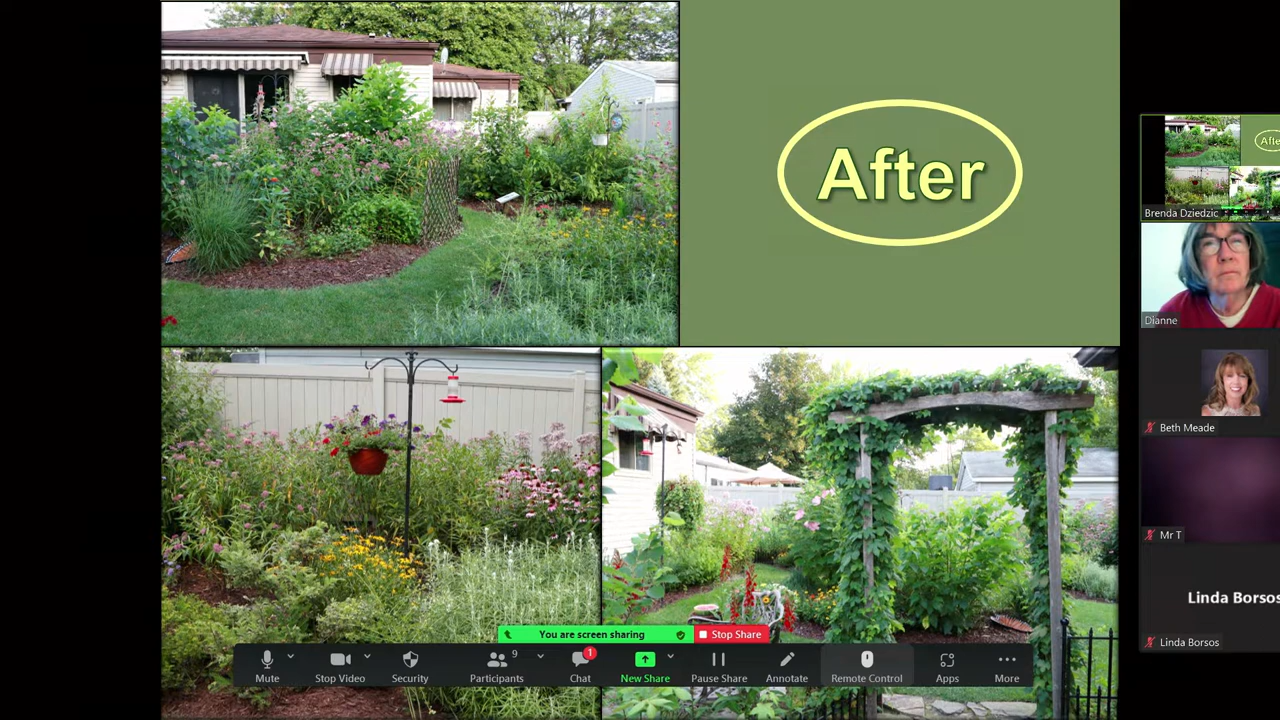 After
Brenda Dziedzic
Dianne
Beth Meade
Mr T
Linda Borsos
Linda Borsos
You are screen sharing
Stop Share
Mute
Stop Video
Security
9
Participants
1
Chat
New Share
Pause Share
Annotate
Remote Control
Apps
More